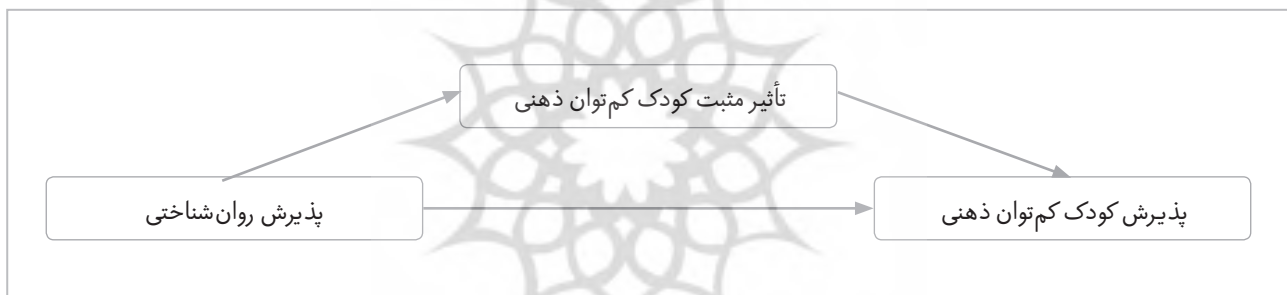 تأثیر مثبت کودک کم‌توان ذهنی
پذیرش روان‌شناختی
پذیرش کودک کم‌توان ذهنی